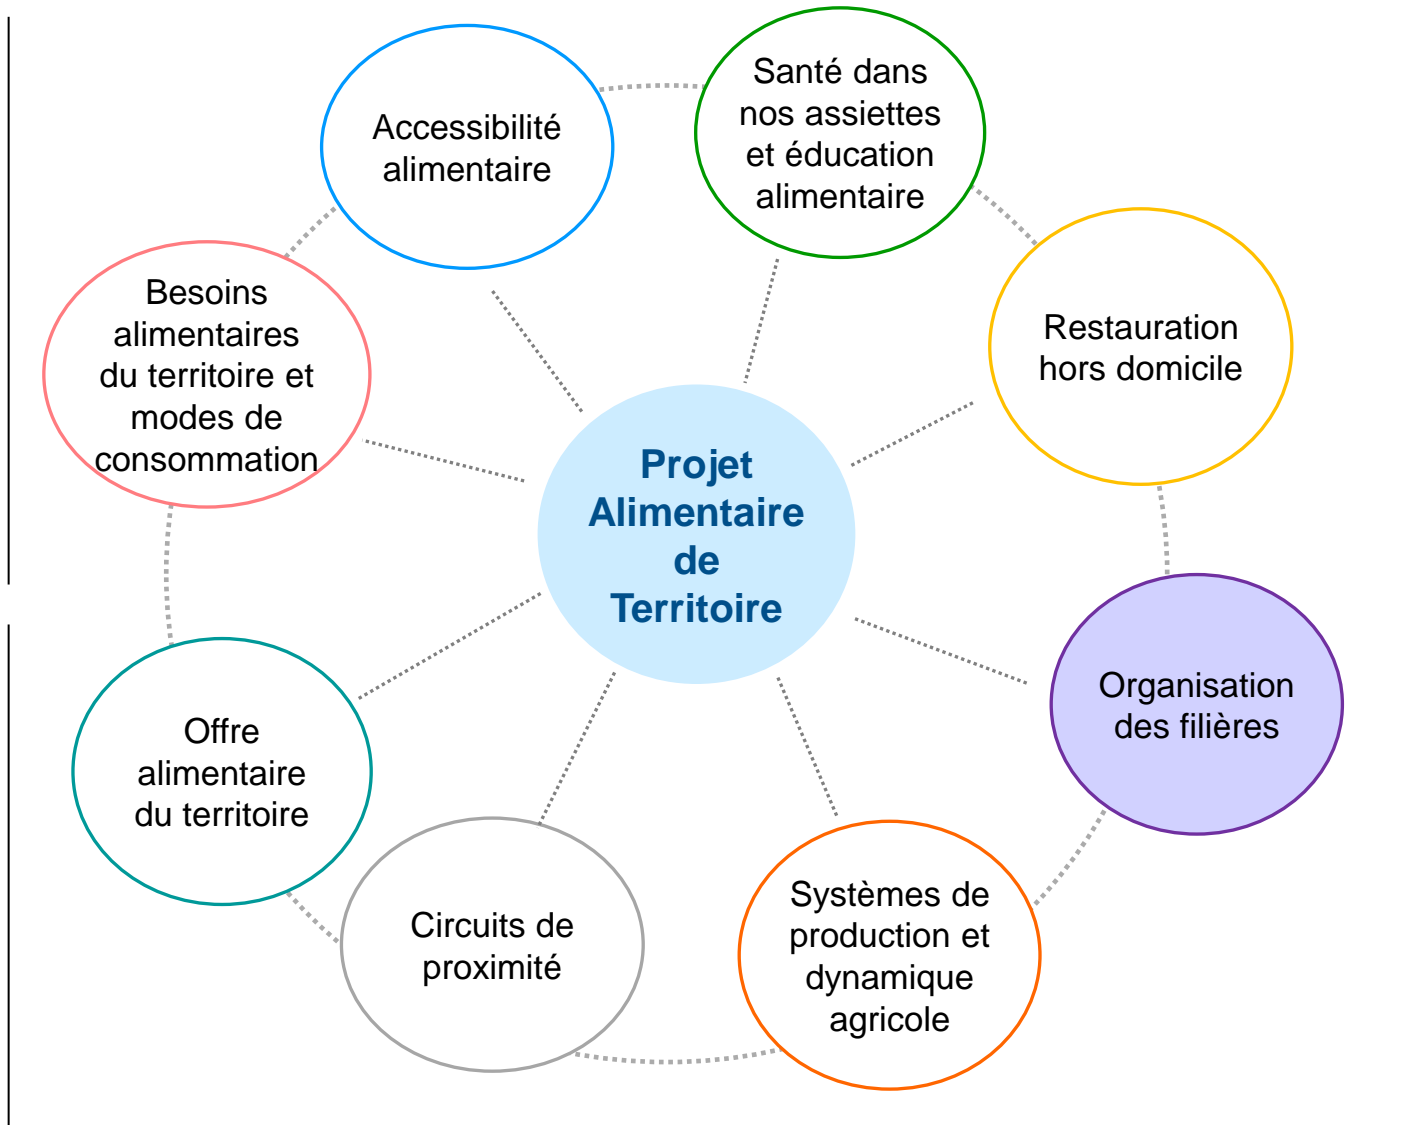 Accessibilité
alimentaire
Santé dans
nos assiettes
et éducation
alimentaire
Restauration
hors domicile
Besoins
alimentaires
du territoire et
modes de
consommation
Projet
Alimentaire
de
Territoire
Organisation
des filières
Offre
alimentaire
du territoire
Circuits de
proximité
Systèmes de
production et
dynamique
agricole